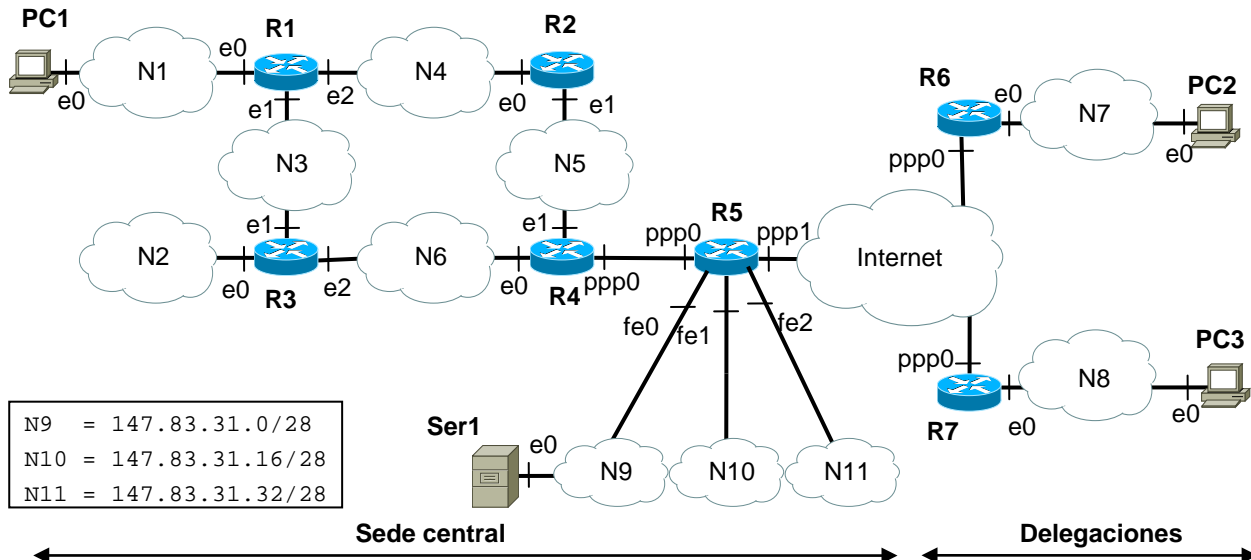 PC1
R1
R2
e0
N1
N4
e0
e2
e0
e1
e1
N3
N5
R6
e0
N7
PC2
e0
ppp0
e1
e1
R5
N2
N6
ppp0
ppp1
Internet
e0
R3
e2
e0
R4
ppp0
fe0
fe1
fe2
ppp0
R7
e0
N8
PC3
e0
N9  = 147.83.31.0/28
N10 = 147.83.31.16/28
N11 = 147.83.31.32/28
Ser1
e0
N9
N10
N11
Sede central
Delegaciones